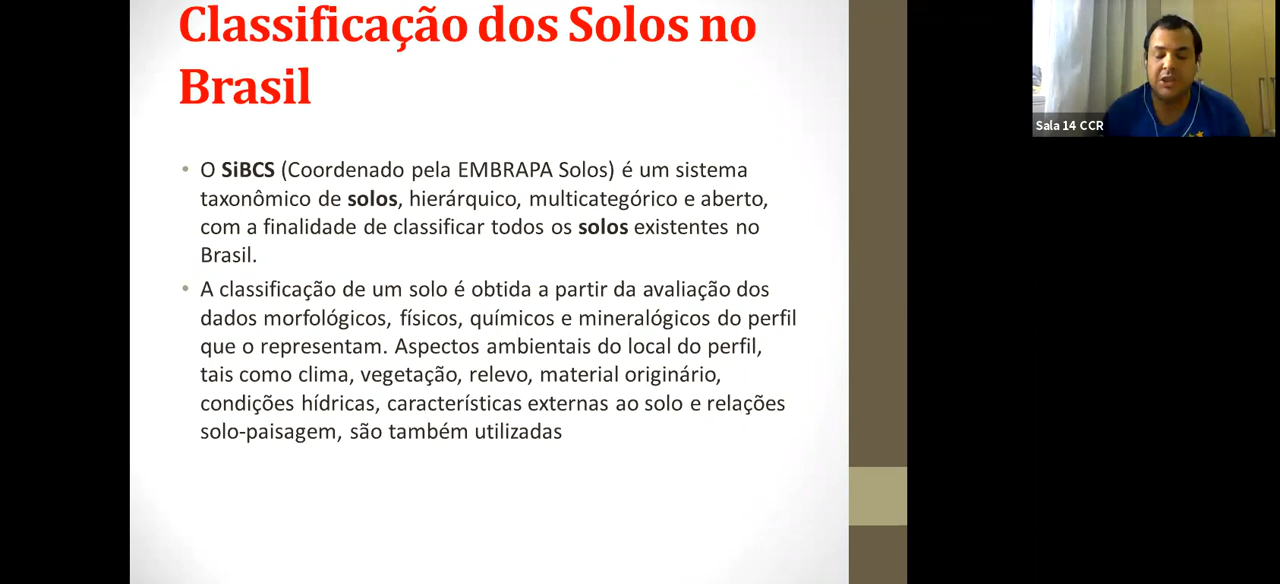 Classificação dos Solos no
Brasil
• O SiBCS (Coordenado pela EMBRAPA Solos) é um sistema
taxonômico de solos, hierárquico, multicategórico e aberto,
com a finalidade de classificar todos os solos existentes no
Brasil.
• A classificação de um solo é obtida a partir da avaliação dos
dados morfológicos, físicos, químicos e mineralógicos do perfil
que o representam. Aspectos ambientais do local do perfil,
tais como clima, vegetação, relevo, material originário,
condições hídricas, características externas ao solo e relações
solo-paisagem, são também utilizadas
Sala 14 CCR